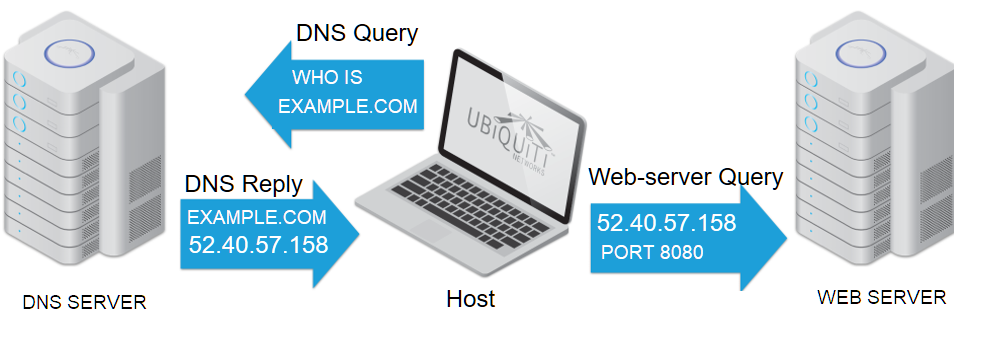 DNS Query
WHO IS
EXAMPLE.COM
UBIQUITI
NETWORKS
DNS Reply
EXAMPLE.COM
52.40.57.158
Web-server Query
52.40.57.158
PORT 8080
DNS SERVER
Host
WEB SERVER